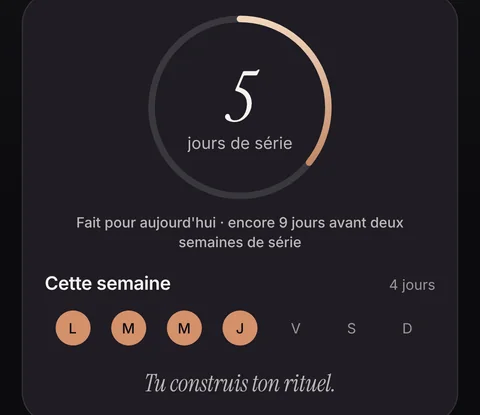 5
jours de série
Fait pour aujourd'hui · encore 9 jours avant deux
semaines de série
Cette semaine
4 jours
L M M J V S D
Tu construis ton rituel.